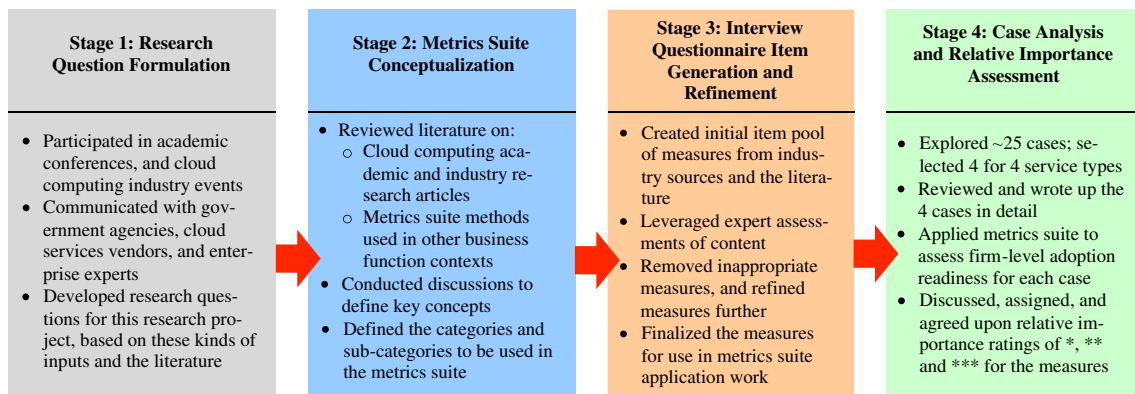 Stage 1: Research
Question Formulation
• Participated in academic
conferences, and cloud
computing industry events
• Communicated with gov-
ernment agencies, cloud
services vendors, and enter-
prise experts
• Developed research ques-
tions for this research pro-
ject, based on these kinds of
inputs and the literature
Stage 2: Metrics Suite
Conceptualization
• Reviewed literature on:
o Cloud computing aca-
demic and industry re-
search articles
o Metrics suite methods
used in other business
function contexts
• Conducted discussions to
define key concepts
• Defined the categories and
sub-categories to be used in
the metrics suite
Stage 3: Interview
Questionnaire Item
Generation and
Refinement
• Created initial item pool
of measures from indus-
try sources and the litera-
ture
• Leveraged expert assess-
ments of content
• Removed inappropriate
measures, and refined
measures further
• Finalized the measures
for use in metrics suite
application work
Stage 4: Case Analysis
and Relative Importance
Assessment
• Explored ~25 cases; se-
lected 4 for 4 service types
• Reviewed and wrote up the
4 cases in detail
• Applied metrics suite to
assess firm-level adoption
readiness for each case
• Discussed, assigned, and
agreed upon relative im-
portance ratings of *, **
and *** for the measures